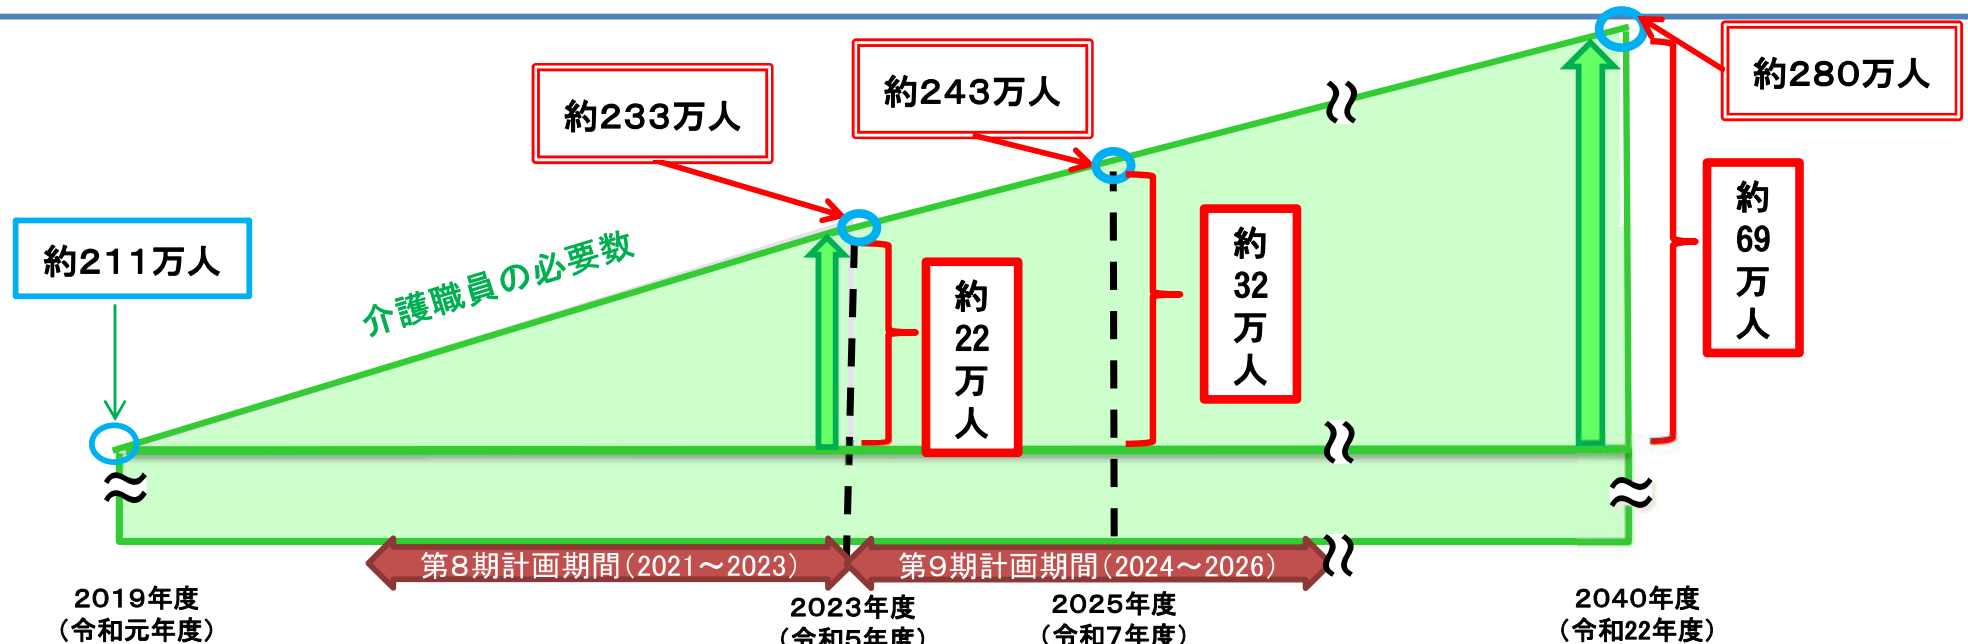 約280万人
約243万人
約233万人
約211万人
介護職員の必要数
約
22
万
人
約
32
万
人
約
69
万
人
第8期計画期間(2021～2023)
第9期計画期間(2024～2026)
2019年度
(令和元年度)
2023年度
(令和5年度)
2025年度
(令和7年度)
2040年度
(令和22年度)